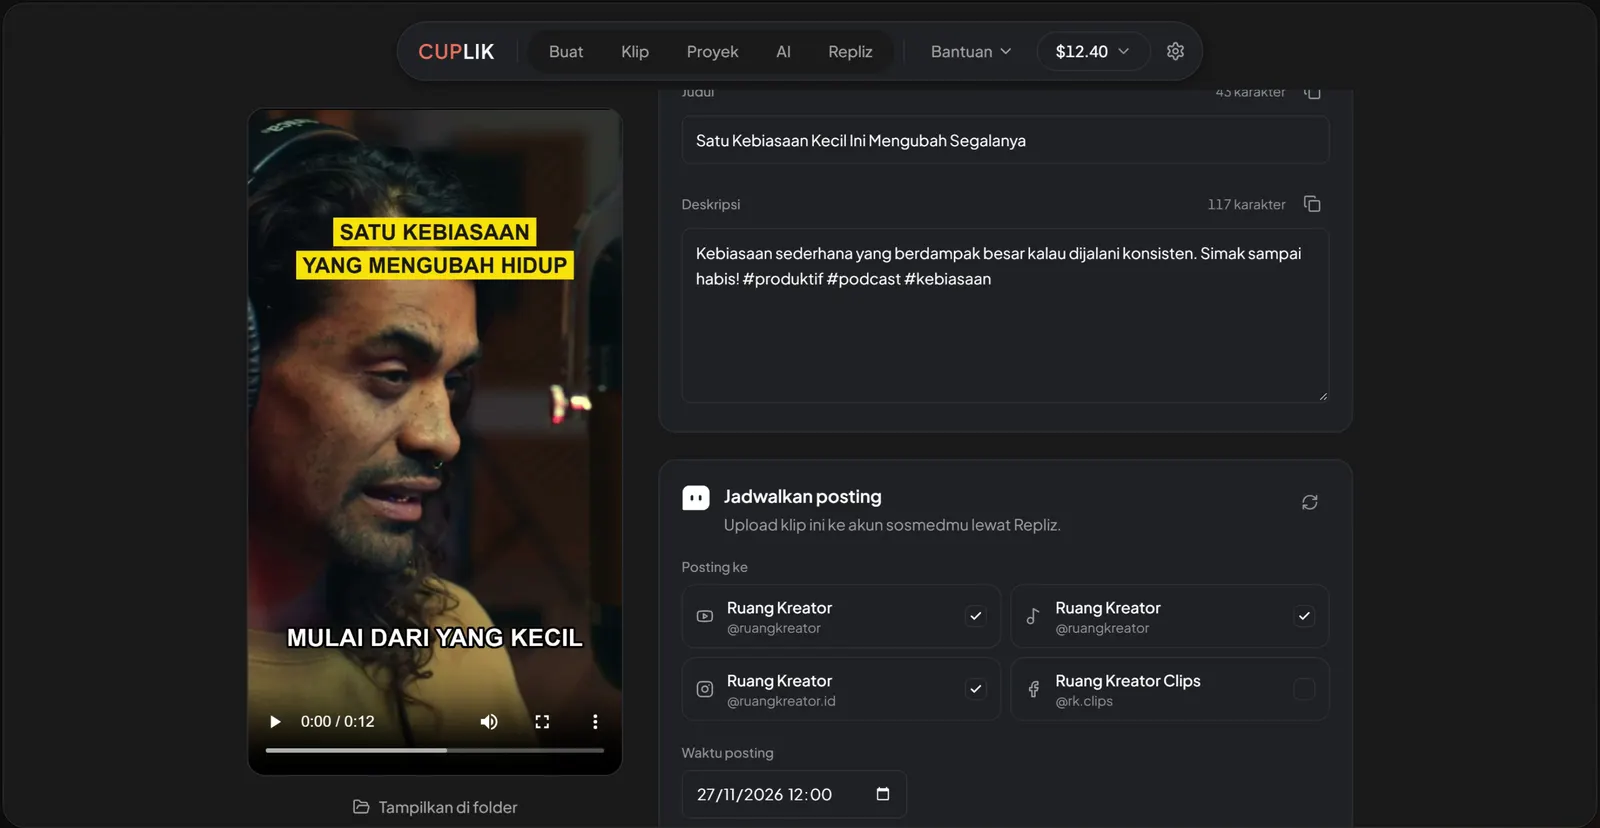 CUPLIK
Buat
Klip
Proyek
AI
Repliz
Bantuan
$12.40
SATU KEBIASAAN
YANG MENGUBAH HIDUP
MULAI DARI YANG KECIL
0:00 / 0:12
Tampilkan di folder
Judul
43 karakter
Satu Kebiasaan Kecil Ini Mengubah Segalanya
Deskripsi
117 karakter
Kebiasaan sederhana yang berdampak besar kalau dijalani konsisten. Simak sampai
habis! #produktif #podcast #kebiasaan
Jadwalkan posting
Upload klip ini ke akun sosmedmu lewat Repliz.
Posting ke
Ruang Kreator
@ruangkreator
Ruang Kreator
@ruangkreator
Ruang Kreator
@ruangkreator.id
Ruang Kreator Clips
@rk.clips
Waktu posting
27/11/2026 12:00